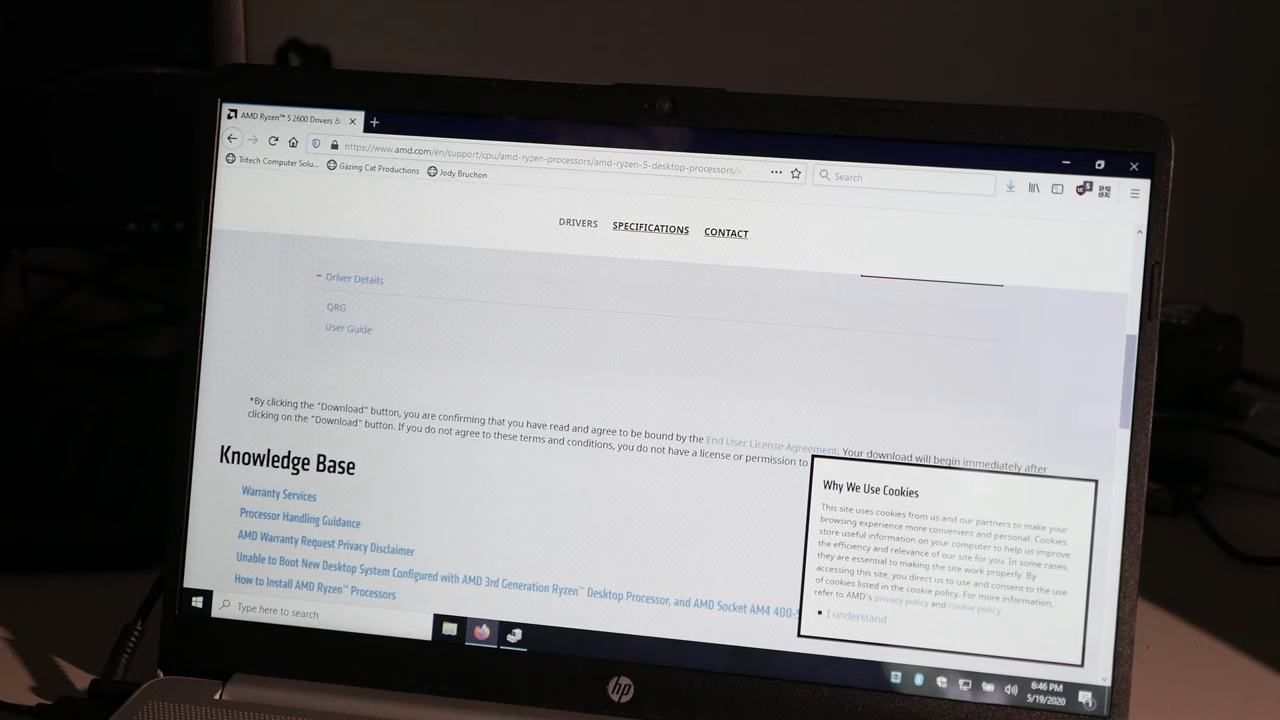 AMD Ryzen™ 5 2600 Drivers &
https://www.amd.com/en/support/cpu/amd-ryzen-processors/amd-ryzen-5-desktop-processors/
Search
Tritech Computer Solu...
Gazing Cat Productions
Jody Bruchon
DRIVERS
SPECIFICATIONS
CONTACT
Driver Details
QRG
User Guide
*By clicking the "Download" button, you are confirming that you have read and agree to be bound by the End User License Agreement. Your download will begin immediately after
clicking on the "Download" button. If you do not agree to these terms and conditions, you do not have a license or permission to
Knowledge Base
Warranty Services
Processor Handling Guidance
AMD Warranty Request Privacy Disclaimer
Unable to Boot New Desktop System Configured with AMD 3rd Generation Ryzen™ Desktop Processor, and AMD Socket AM4 400-
How to Install AMD Ryzen™ Processors
Why We Use Cookies
This site uses cookies from us and our partners to make your
browsing experience more convenient and personal. Cookies
store useful information on your computer to help us improve
the efficiency and relevance of our site for you. In some cases,
they are essential to making the site work properly. By
accessing this site, you direct us to use and consent to the use
of cookies listed in the cookie policy. For more information,
refer to AMD's privacy policy and cookie policy.
I understand
Type here to search
6:46 PM
5/19/2020
hp